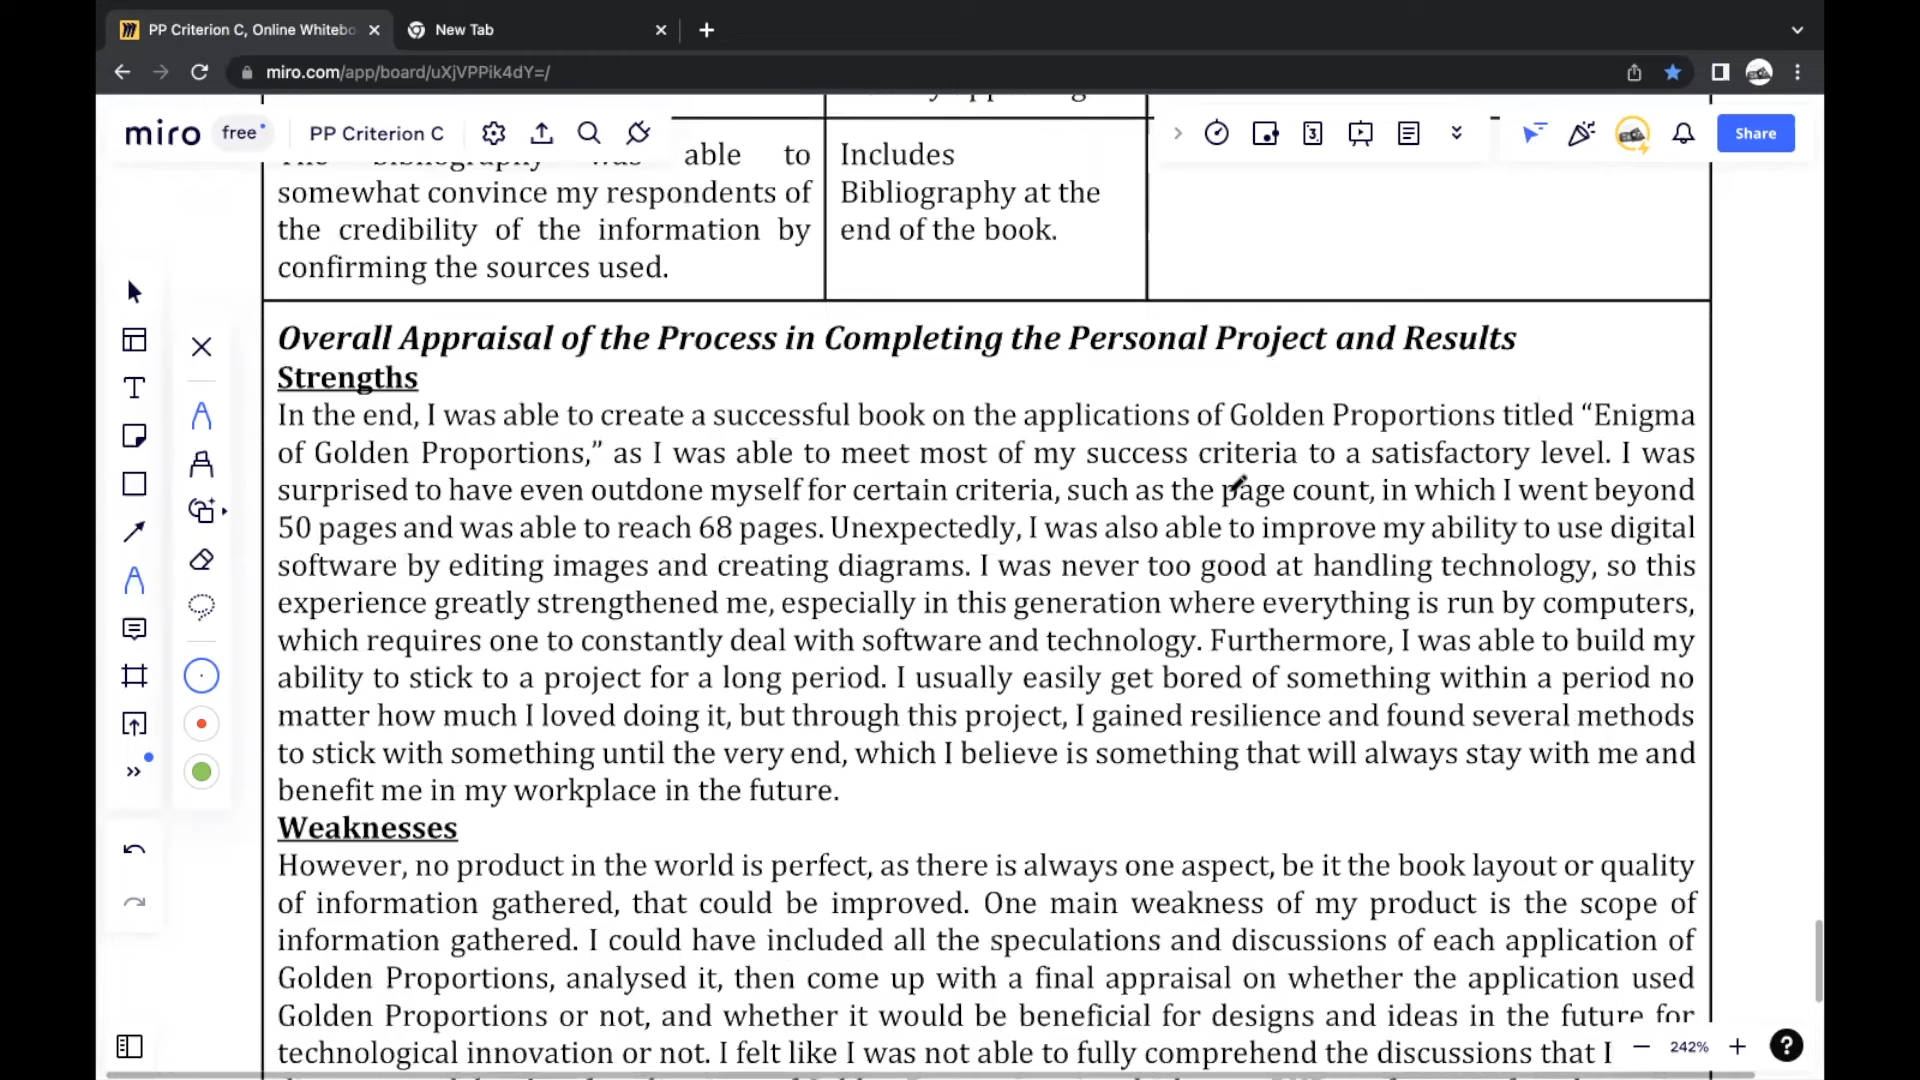 PP Criterion C, Online Whitebo
New Tab
miro.com/app/board/uXjVPPik4dY=/
miro
free
PP Criterion C
3
Share
able to
somewhat convince my respondents of
the credibility of the information by
confirming the sources used.
Includes
Bibliography at the
end of the book.
Overall Appraisal of the Process in Completing the Personal Project and Results
Strengths
In the end, I was able to create a successful book on the applications of Golden Proportions titled “Enigma
of Golden Proportions,” as I was able to meet most of my success criteria to a satisfactory level. I was
surprised to have even outdone myself for certain criteria, such as the page count, in which I went beyond
50 pages and was able to reach 68 pages. Unexpectedly, I was also able to improve my ability to use digital
software by editing images and creating diagrams. I was never too good at handling technology, so this
experience greatly strengthened me, especially in this generation where everything is run by computers,
which requires one to constantly deal with software and technology. Furthermore, I was able to build my
ability to stick to a project for a long period. I usually easily get bored of something within a period no
matter how much I loved doing it, but through this project, I gained resilience and found several methods
to stick with something until the very end, which I believe is something that will always stay with me and
benefit me in my workplace in the future.
Weaknesses
However, no product in the world is perfect, as there is always one aspect, be it the book layout or quality
of information gathered, that could be improved. One main weakness of my product is the scope of
information gathered. I could have included all the speculations and discussions of each application of
Golden Proportions, analysed it, then come up with a final appraisal on whether the application used
Golden Proportions or not, and whether it would be beneficial for designs and ideas in the future for
technological innovation or not. I felt like I was not able to fully comprehend the discussions that I
242%